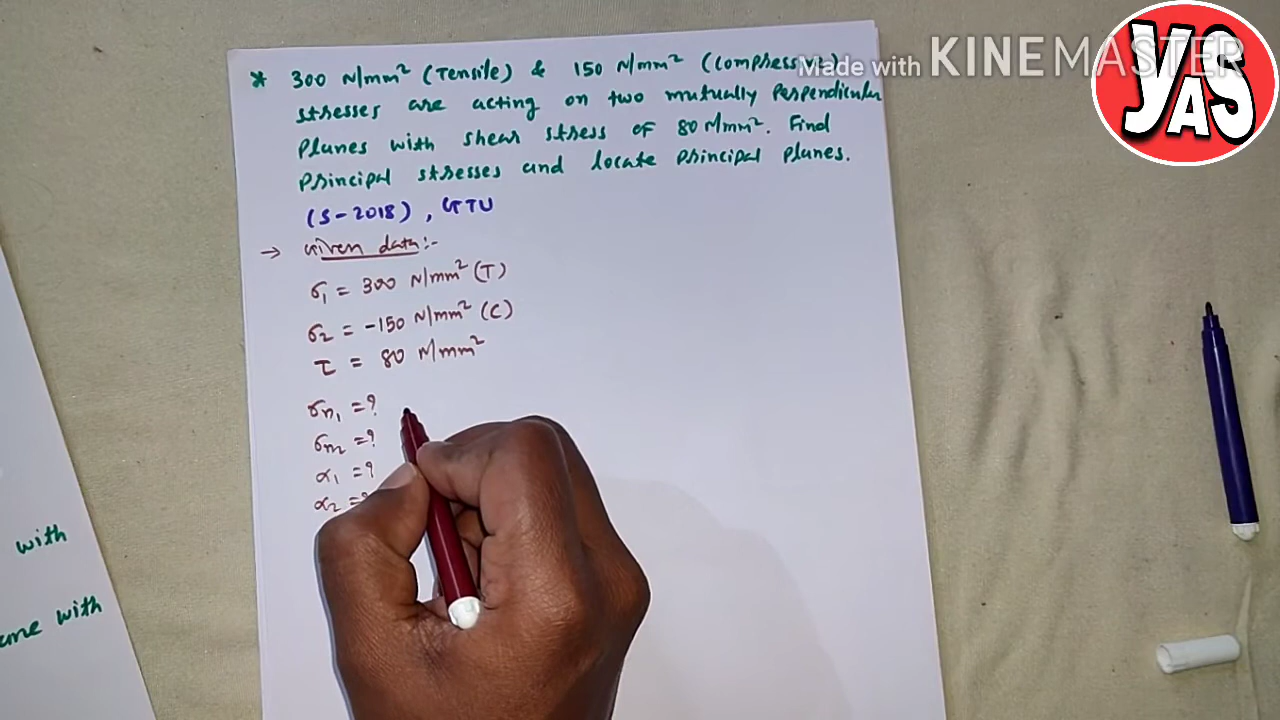 * 300 N/mm² (Tensile) & 150 N/mm² (Compressive)
stresses are acting on two mutually perpendicular
planes with shear stress of 80 N/mm². Find
principal stresses and locate principal planes.
(S-2018), GTU
→ Given data:-
σ₁ = 300 N/mm² (T)
σ₂ = -150 N/mm² (C)
τ = 80 N/mm²
σn₁ = ?
σn₂ = ?
α₁ = ?
α₂ = ?
with
with
Made with KINEMASTER
YAS